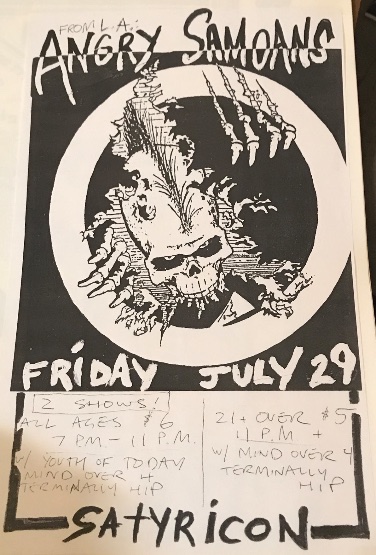 FROM L.A.:
ANGRY SAMOANS
FRIDAY JULY 29
2 SHOWS!
ALL AGES $6
7 P.M. - 11 P.M.
W/ YOUTH OF TODAY
MIND OVER 4
TERMINALLY HIP
21 + OVER $5
11 P.M +
W/ MIND OVER 4
TERMINALLY
HIP
SATYRICON